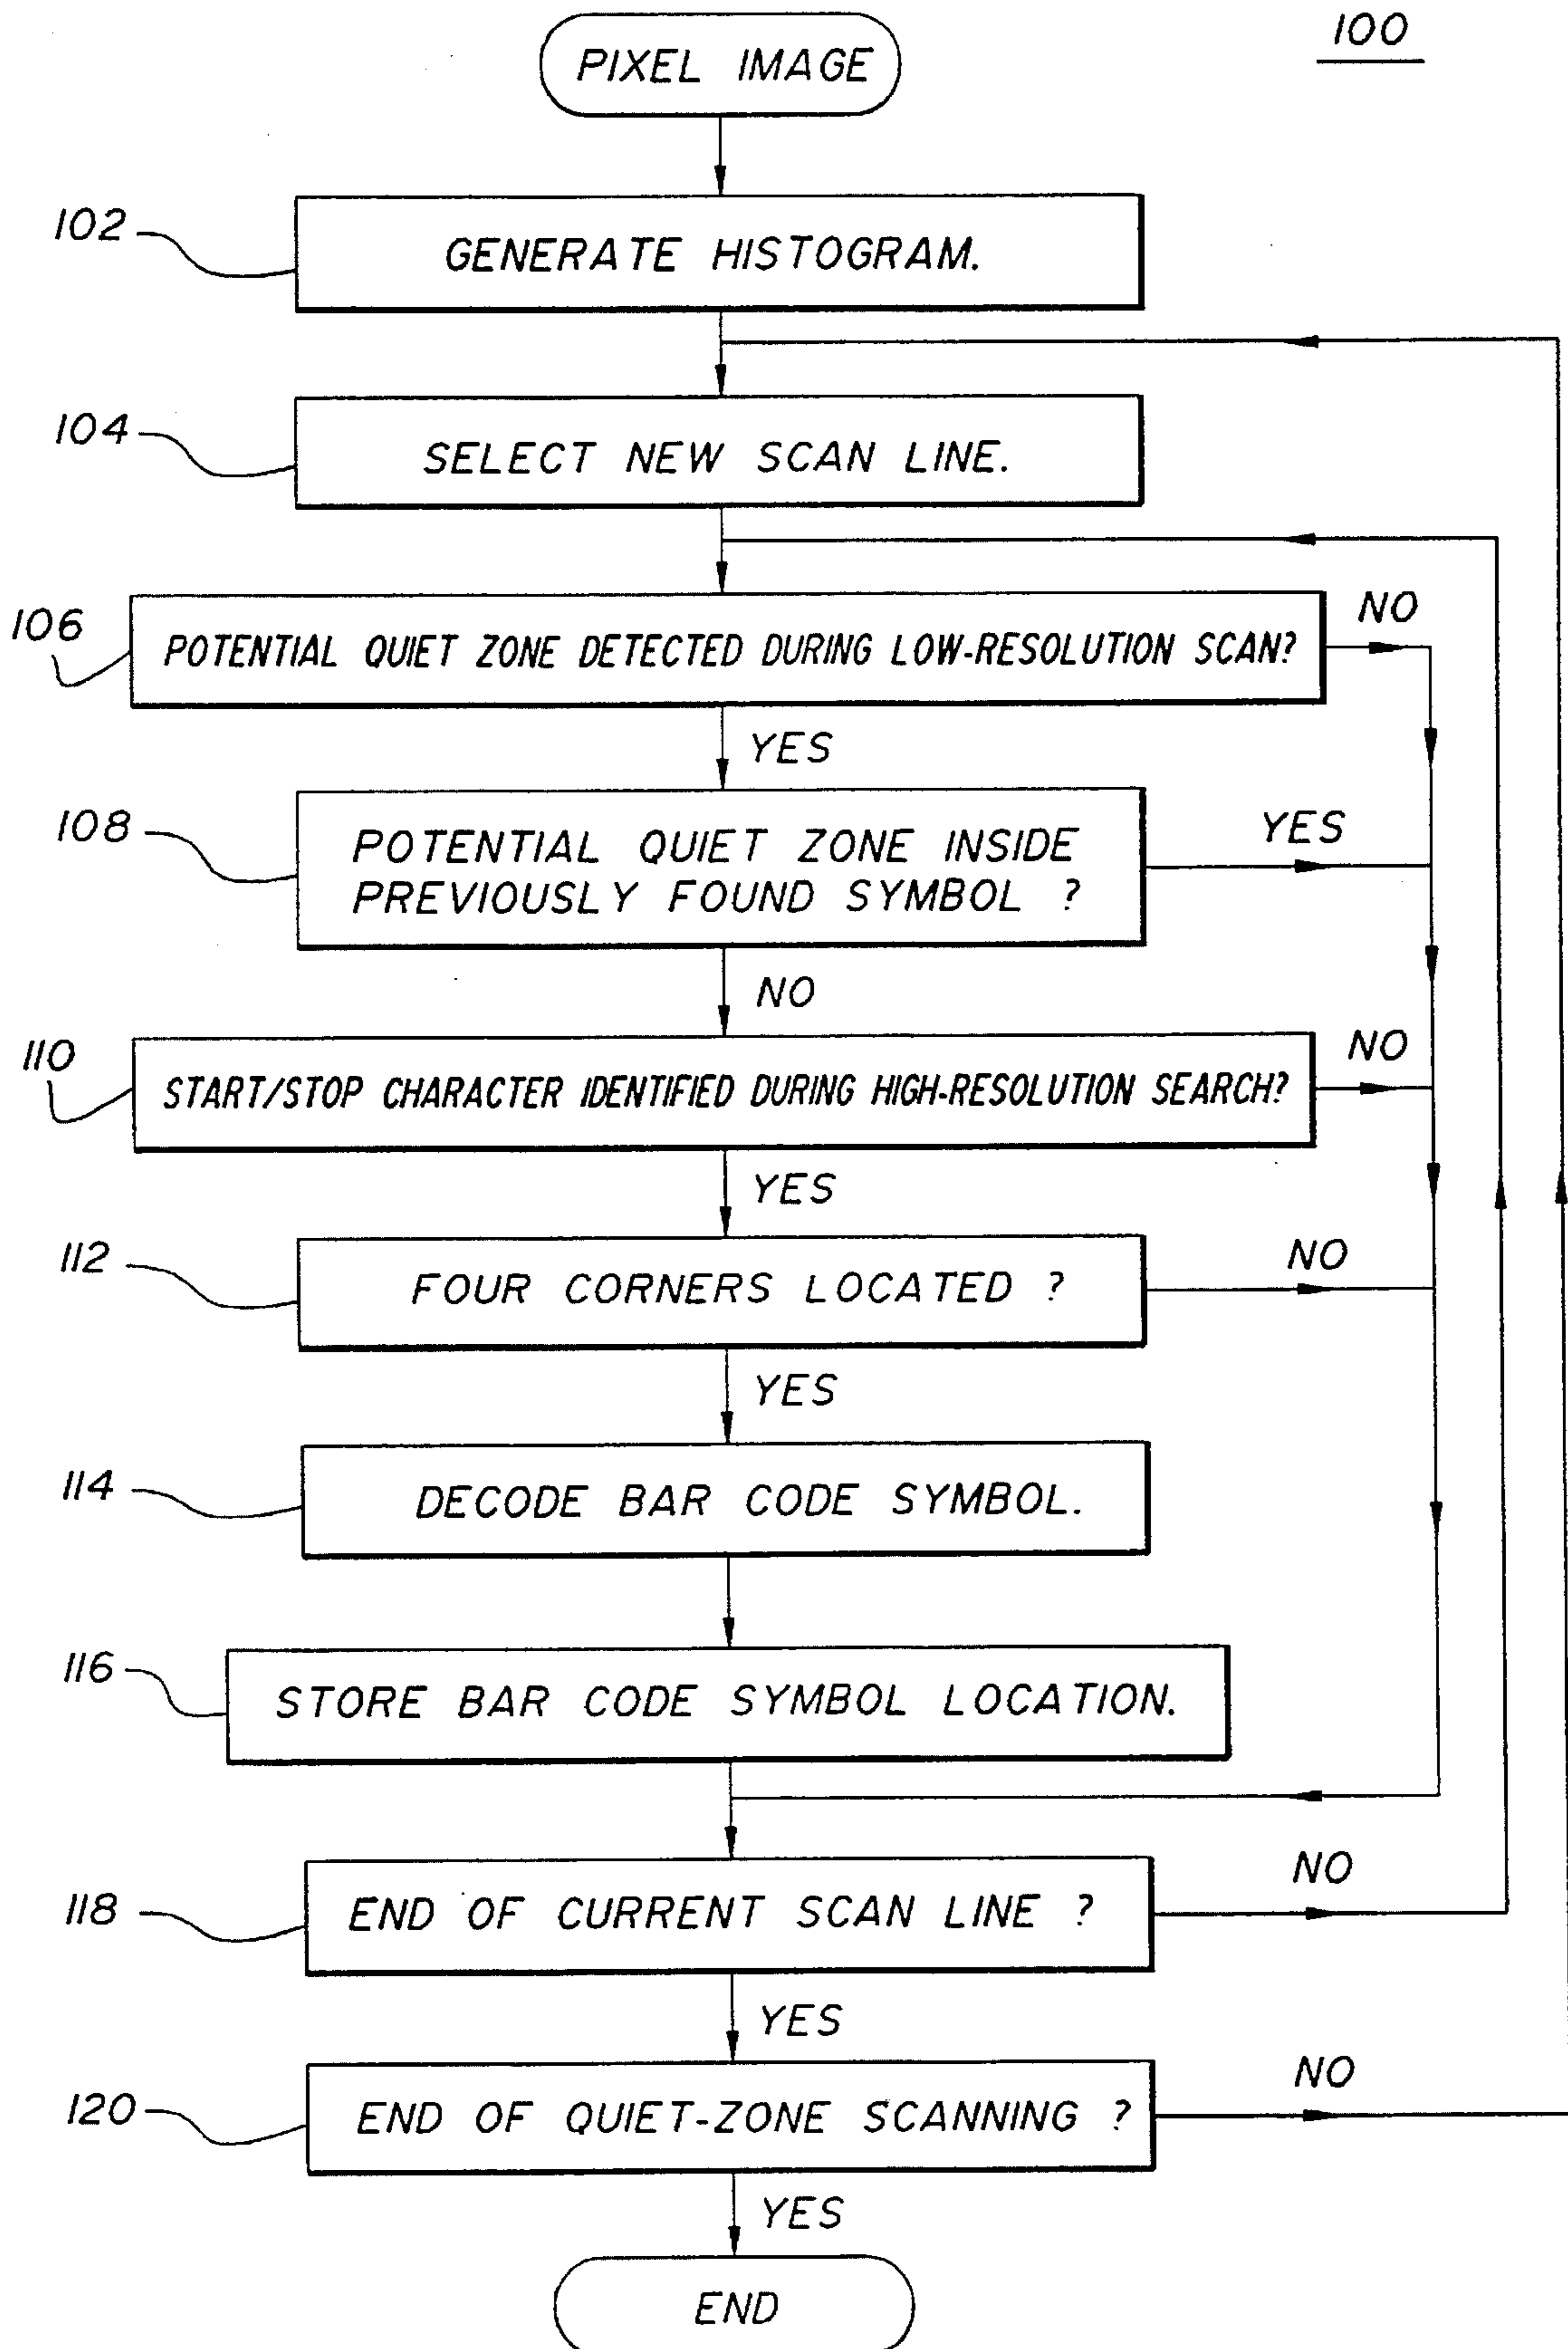 100
PIXEL IMAGE
102
GENERATE HISTOGRAM.
104
SELECT NEW SCAN LINE.
106
POTENTIAL QUIET ZONE DETECTED DURING LOW-RESOLUTION SCAN?
NO
YES
108
POTENTIAL QUIET ZONE INSIDE
PREVIOUSLY FOUND SYMBOL ?
YES
NO
110
START/STOP CHARACTER IDENTIFIED DURING HIGH-RESOLUTION SEARCH?
NO
YES
112
FOUR CORNERS LOCATED ?
NO
YES
114
DECODE BAR CODE SYMBOL.
116
STORE BAR CODE SYMBOL LOCATION.
118
END OF CURRENT SCAN LINE ?
NO
YES
120
END OF QUIET-ZONE SCANNING ?
NO
YES
END